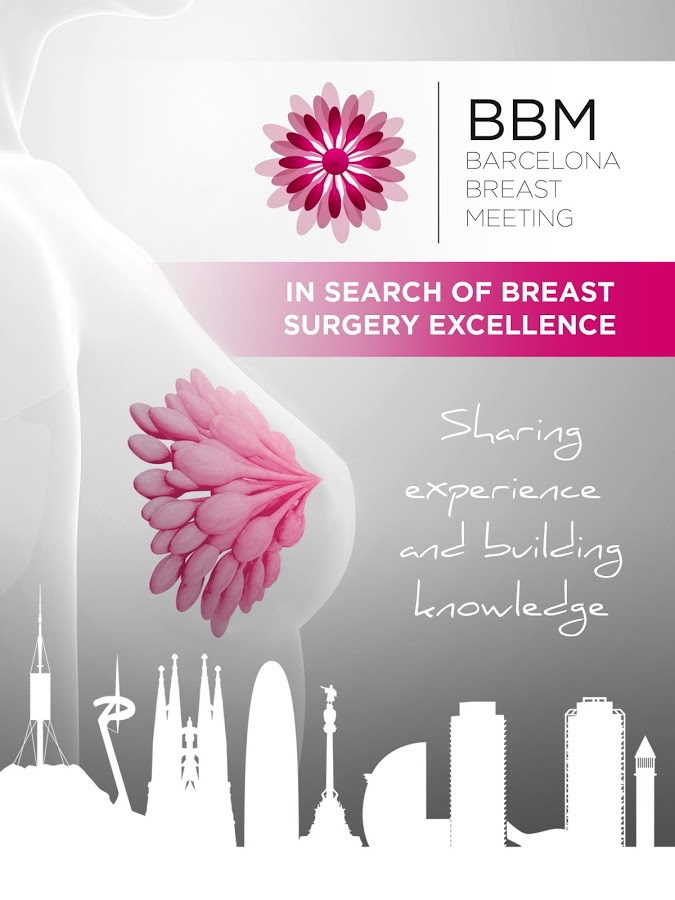 BBM
BARCELONA
BREAST
MEETING
IN SEARCH OF BREAST
SURGERY EXCELLENCE
Sharing
experience
and building
knowledge